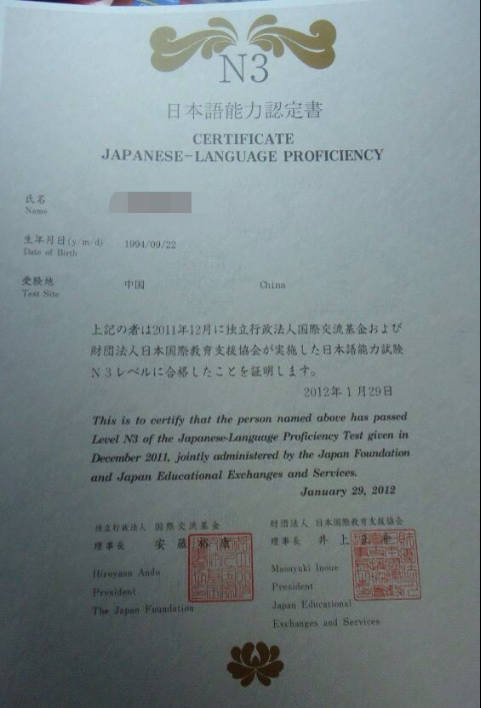 N3
日本語能力認定書
CERTIFICATE
JAPANESE-LANGUAGE PROFICIENCY
氏名
Name
生年月日(y/m/d) 1994/09/22
Date of Birth
受験地 中国 China
Test Site
上記の者は2011年12月に独立行政法人国際交流基金および
財団法人日本国際教育支援協会が実施した日本語能力試験
N3レベルに合格したことを証明します。
2012年1月29日
This is to certify that the person named above has passed
Level N3 of the Japanese-Language Proficiency Test given in
December 2011, jointly administered by the Japan Foundation
and Japan Educational Exchanges and Services.
January 29, 2012
独立行政法人 国際交流基金
理事長 安藤裕康
Hiroyasu Ando
President
The Japan Foundation
財団法人 日本国際教育支援協会
理事長 井上正幸
Masayuki Inoue
President
Japan Educational
Exchanges and Services